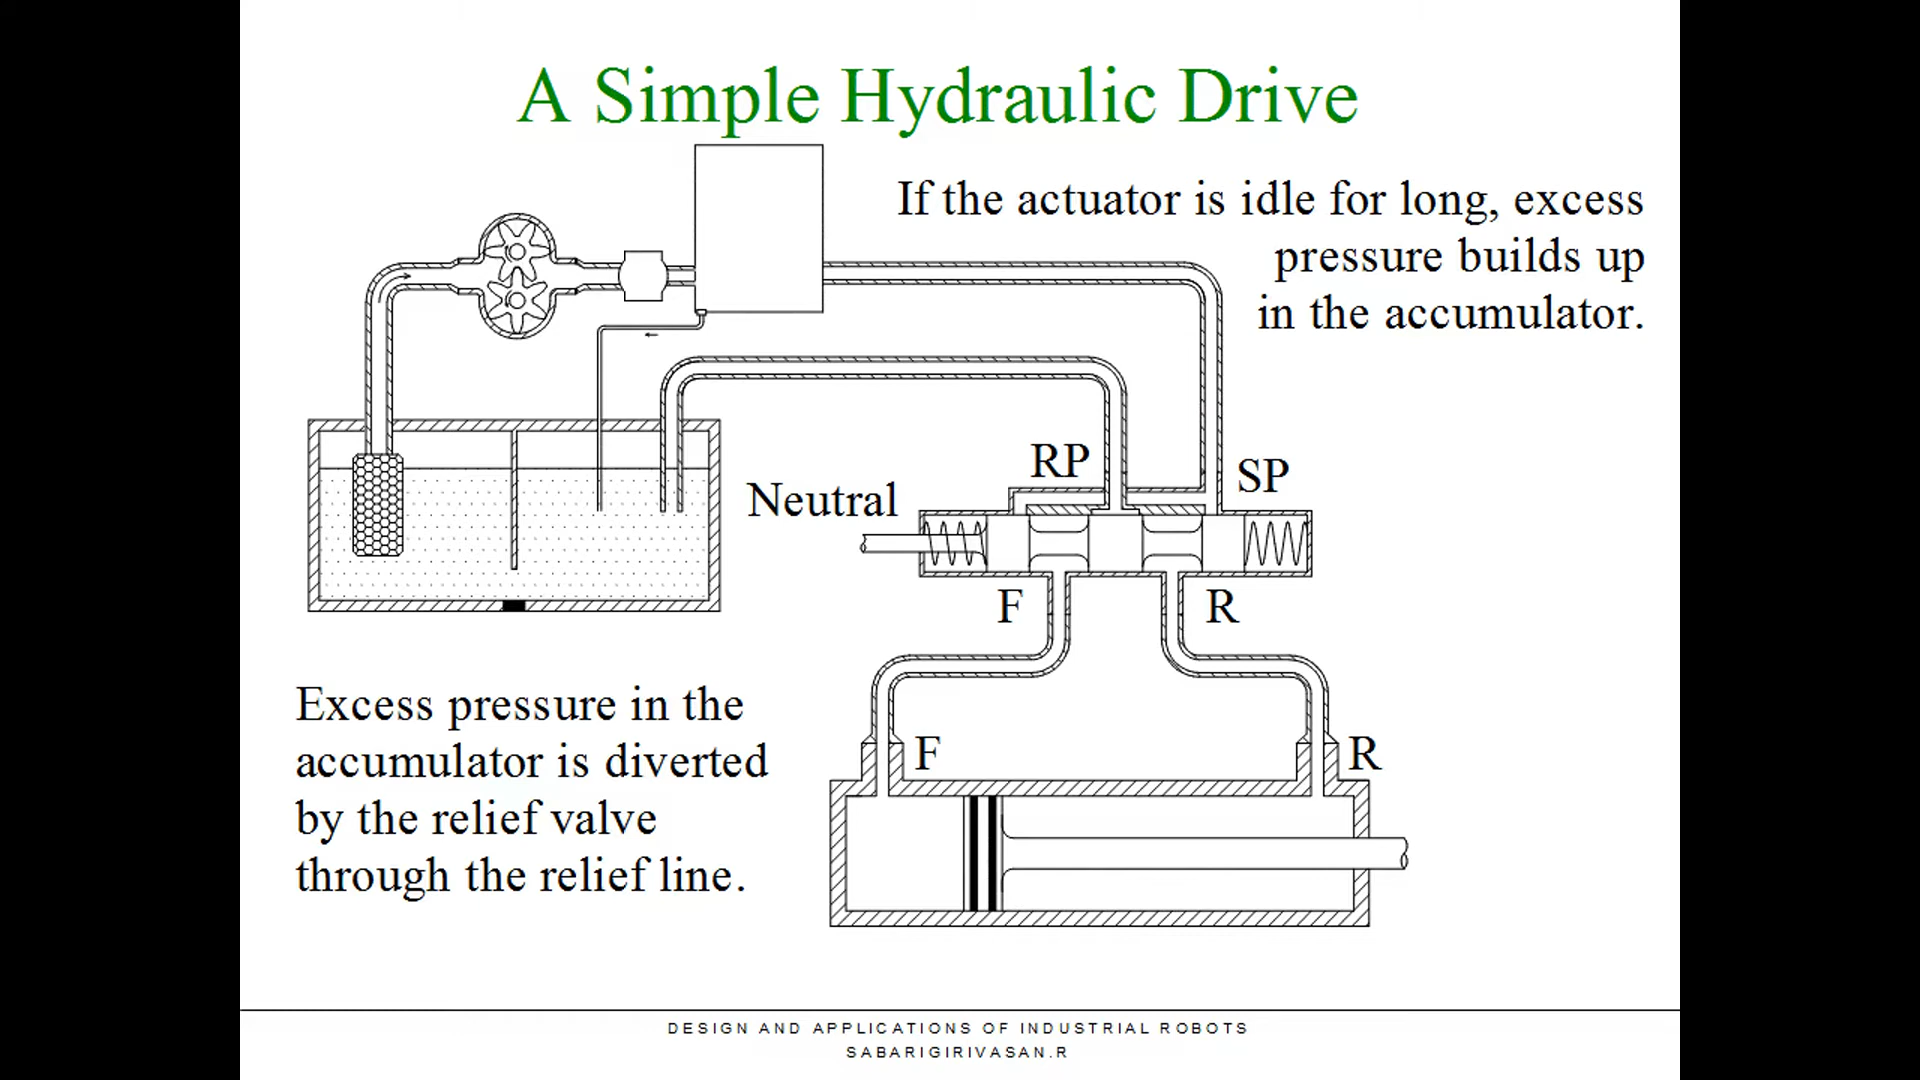 A Simple Hydraulic Drive
If the actuator is idle for long, excess
pressure builds up
in the accumulator.
RP
SP
Neutral
F
R
Excess pressure in the
accumulator is diverted
by the relief valve
through the relief line.
F
R
DESIGN AND APPLICATIONS OF INDUSTRIAL ROBOTS
SABARIGIRIVASAN.R